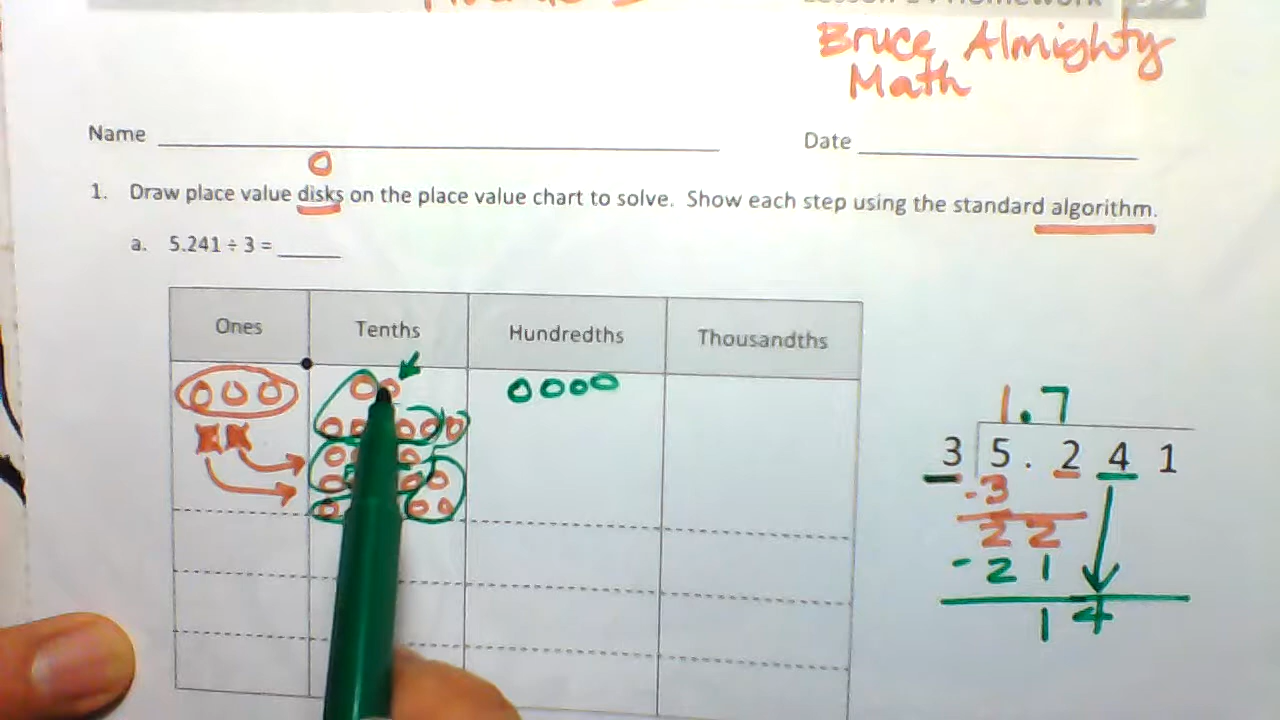 Bruce Almighty
Math
Name
Date
1. Draw place value disks on the place value chart to solve. Show each step using the standard algorithm.
a. 5.241 ÷ 3 =
Ones Tenths Hundredths Thousandths
1.7
3 5.241
-3
22
-21
14